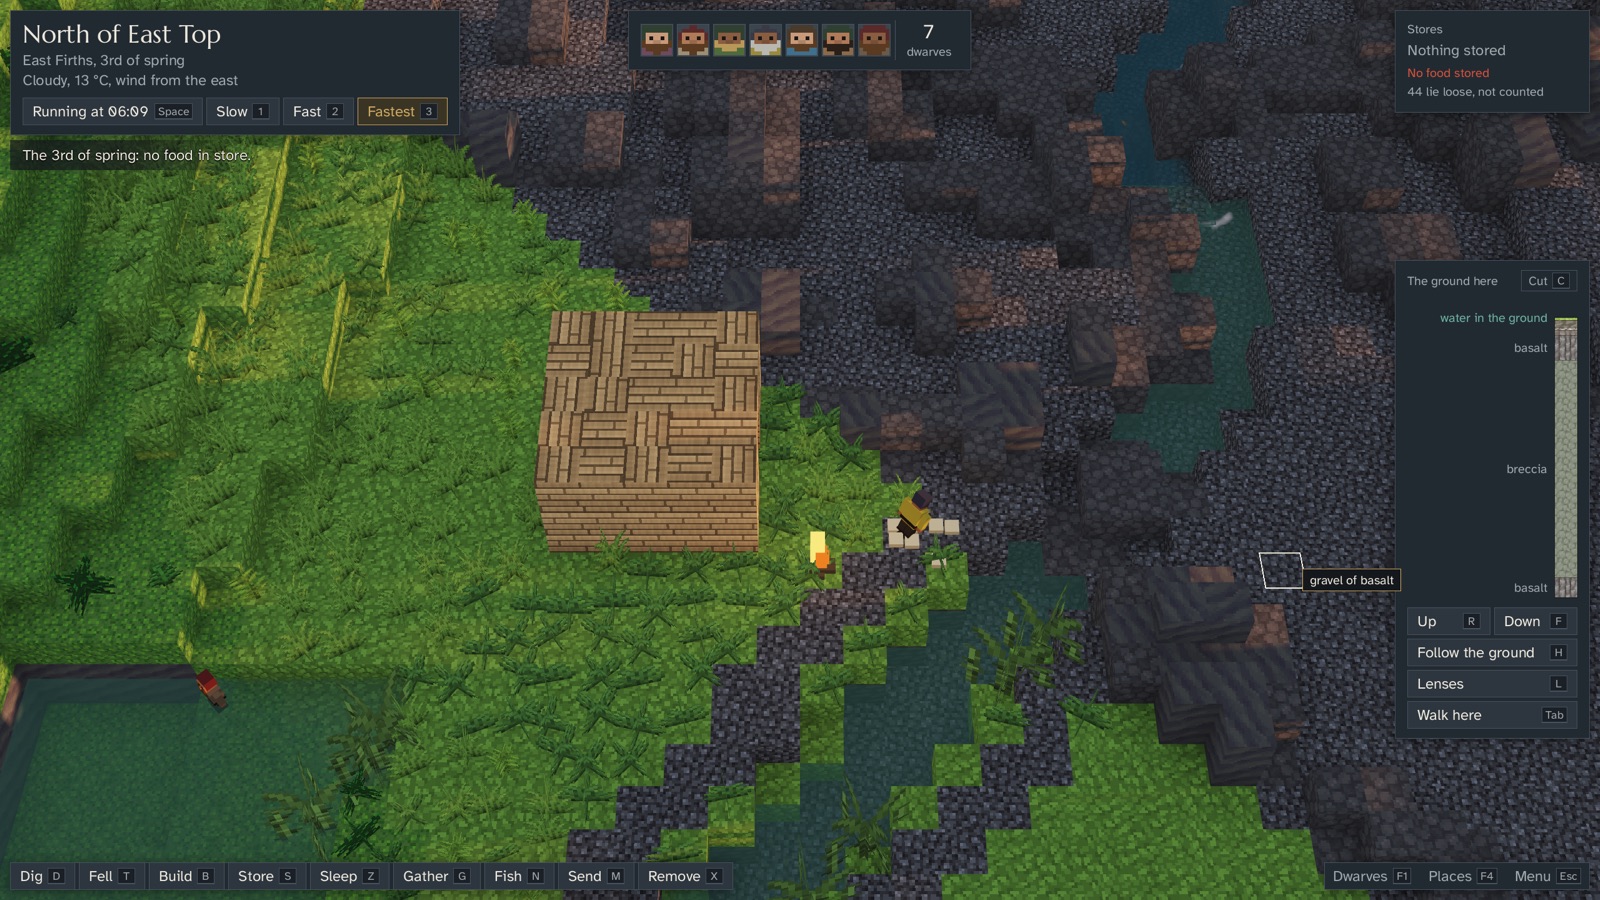 North of East Top
East Firths, 3rd of spring
Cloudy, 13 °C, wind from the east
Running at 06:09 Space
Slow 1
Fast 2
Fastest 3
The 3rd of spring: no food in store.
7
dwarves
Stores
Nothing stored
No food stored
44 lie loose, not counted
The ground here
Cut C
water in the ground
basalt
breccia
basalt
gravel of basalt
Up R
Down F
Follow the ground H
Lenses L
Walk here Tab
Dig D
Fell T
Build B
Store S
Sleep Z
Gather G
Fish N
Send M
Remove X
Dwarves F1
Places F4
Menu Esc